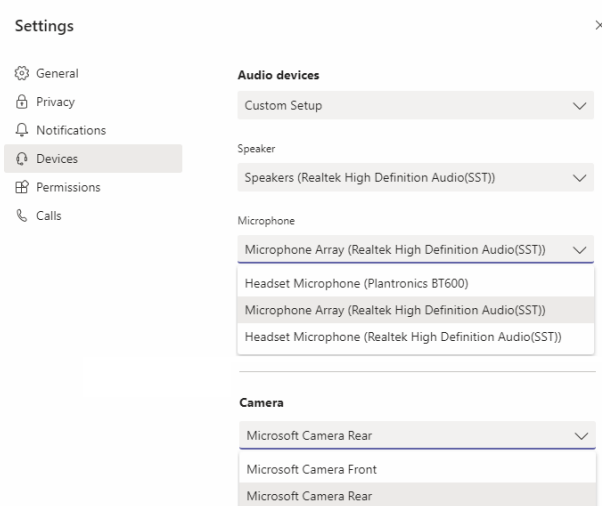 Settings
General
Privacy
Notifications
Devices
Permissions
Calls
Audio devices
Custom Setup
Speaker
Speakers (Realtek High Definition Audio(SST))
Microphone
Microphone Array (Realtek High Definition Audio(SST))
Headset Microphone (Plantronics BT600)
Microphone Array (Realtek High Definition Audio(SST))
Headset Microphone (Realtek High Definition Audio(SST))
Camera
Microsoft Camera Rear
Microsoft Camera Front
Microsoft Camera Rear